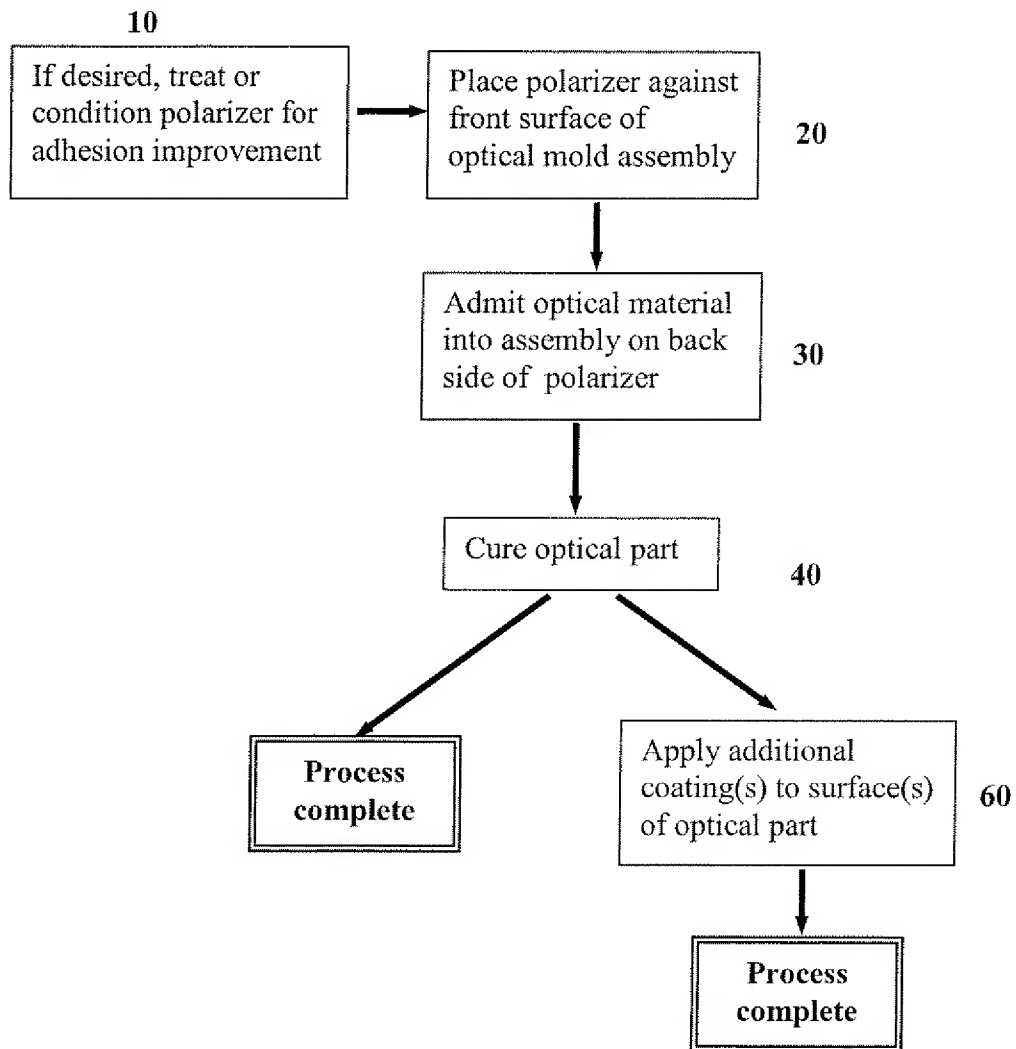 10
If desired, treat or
condition polarizer for
adhesion improvement
Place polarizer against
front surface of
optical mold assembly
20
Admit optical material
into assembly on back
side of polarizer
30
Cure optical part
40
Process
complete
Apply additional
coating(s) to surface(s)
of optical part
60
Process
complete